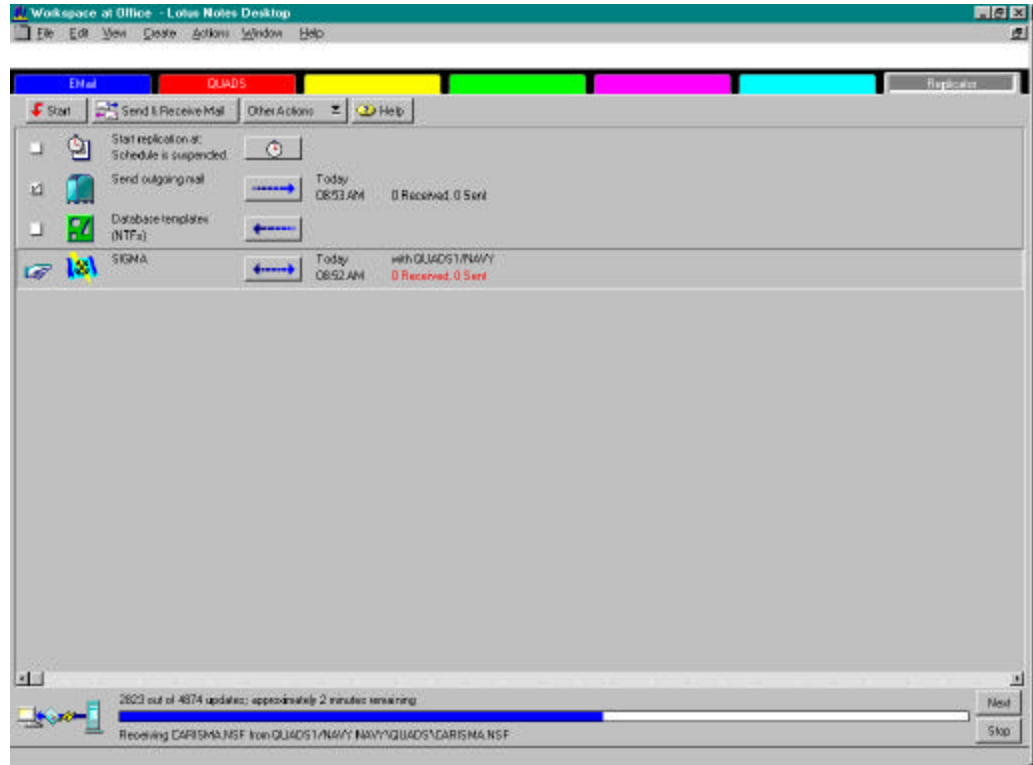 Workspace at Office - Lotus Notes Desktop
File Edit View Create Actions Window Help
EMail QUADS Replicator
Start Send & Receive Mail Other Actions Help
Start replication at:
Schedule is suspended.
Send outgoing mail Today
08:53 AM 0 Received, 0 Sent
Database templates
(NTFs)
SIGMA Today with QUADS1/NAVY
08:52 AM 0 Received, 0 Sent
2823 out of 4874 updates; approximately 2 minutes remaining
Next
Receiving CARISMA.NSF from QUADS1/NAVY NAVY\QUADS\CARISMA.NSF
Stop